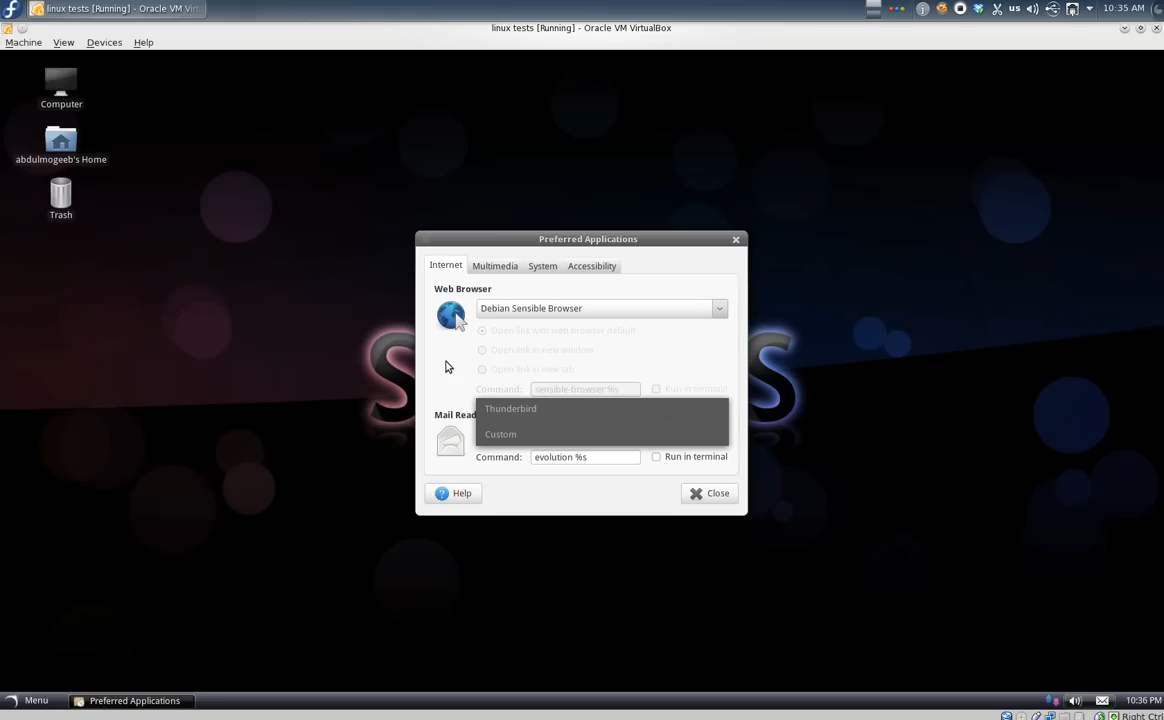 linux tests [Running] - Oracle VM Virt
us
10:35 AM
linux tests [Running] - Oracle VM VirtualBox
Machine View Devices Help
Computer
abdulmogeeb's Home
Trash
Preferred Applications
Internet Multimedia System Accessibility
Web Browser
Debian Sensible Browser
Open link with web browser default
Open link in new window
Open link in new tab
Command: sensible-browser %s Run in terminal
Mail Read
Thunderbird
Custom
Command: evolution %s Run in terminal
Help Close
S S
Menu Preferred Applications 10:36 PM
Right Ctrl